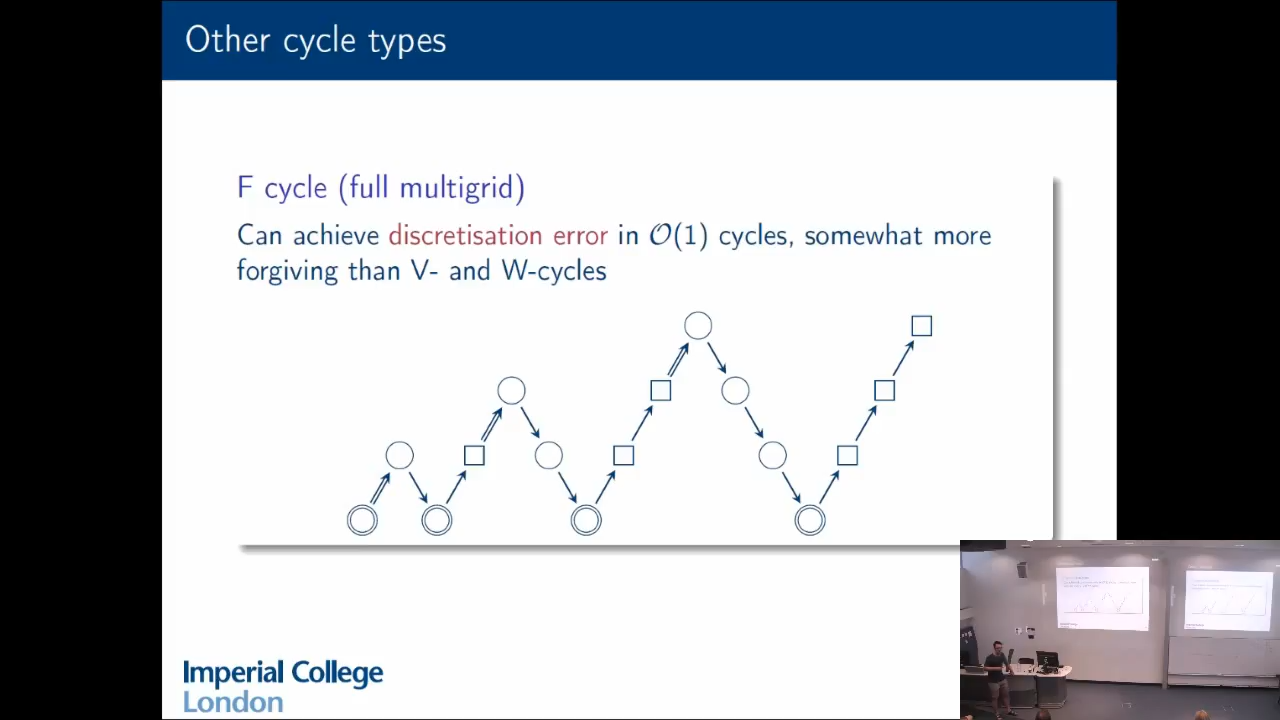 Other cycle types
F cycle (full multigrid)
Can achieve discretisation error in O(1) cycles, somewhat more
forgiving than V- and W-cycles
Imperial College
London